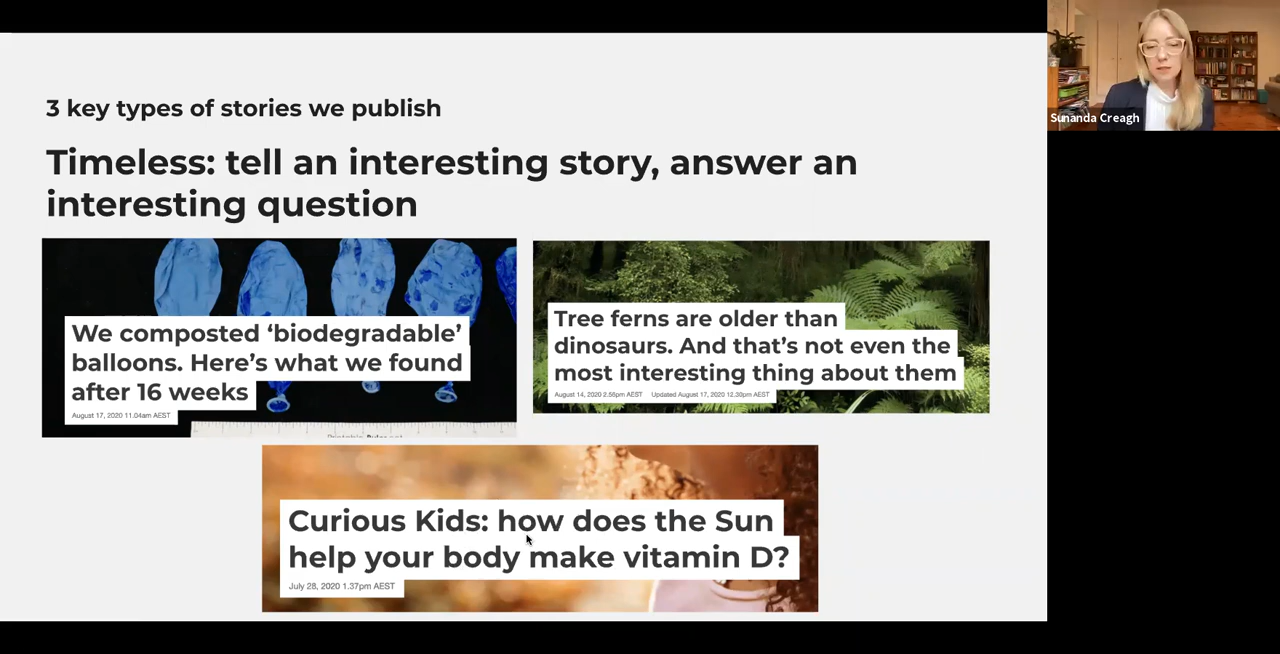 3 key types of stories we publish
Sunanda Creagh
Timeless: tell an interesting story, answer an
interesting question
We composted ‘biodegradable’
balloons. Here’s what we found
after 16 weeks
August 17, 2020 11.04am AEST
Tree ferns are older than
dinosaurs. And that’s not even the
most interesting thing about them
August 14, 2020 2.56pm AEST Updated August 17, 2020 12.30pm AEST
Curious Kids: how does the Sun
help your body make vitamin D?
July 28, 2020 1.37pm AEST